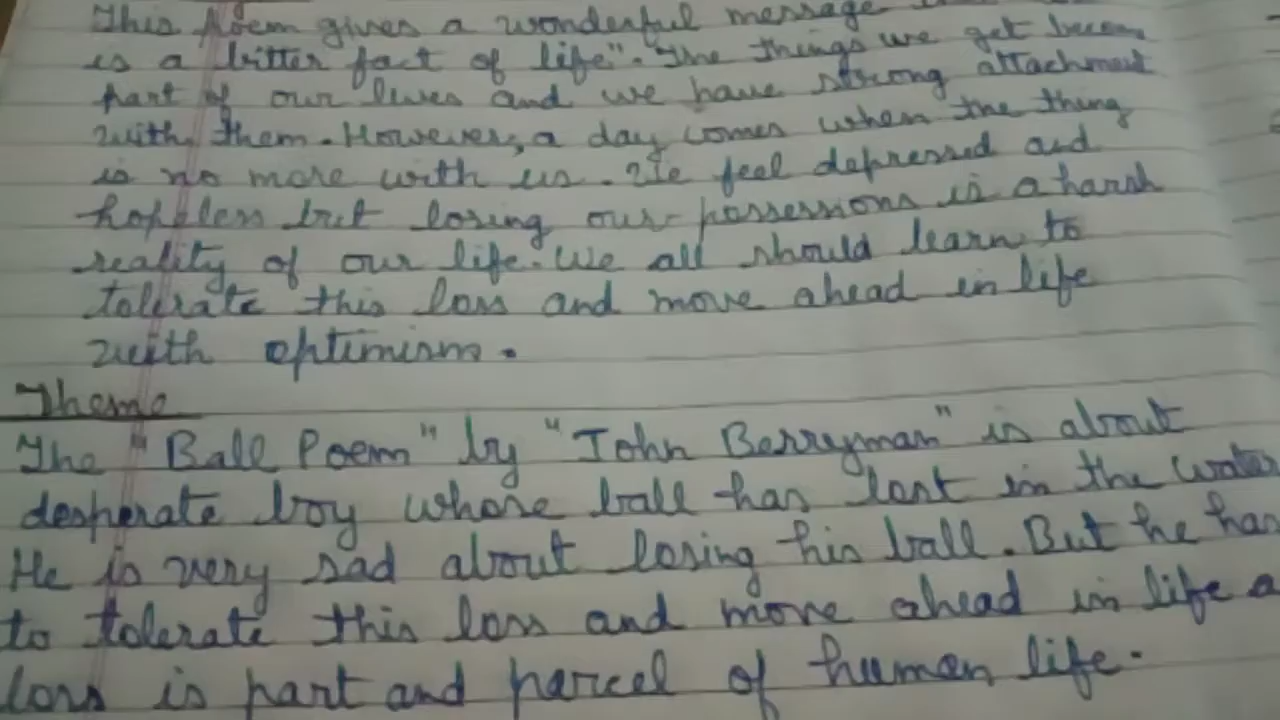 This poem gives a wonderful message
is a bitter fact of life". "The things we get become
part of our lives and we have strong attachment
with them. However, a day comes when the thing
is no more with us. We feel depressed and
hopeless but losing our possessions is a harsh
reality of our life. We all should learn to
tolerate this loss and move ahead in life
with optimism.
Theme
The "Ball Poem" by "John Berryman" is about
desperate boy whose ball has lost in the water
He is very sad about losing his ball. But he has
to tolerate this loss and move ahead in life a
loss is part and parcel of human life.